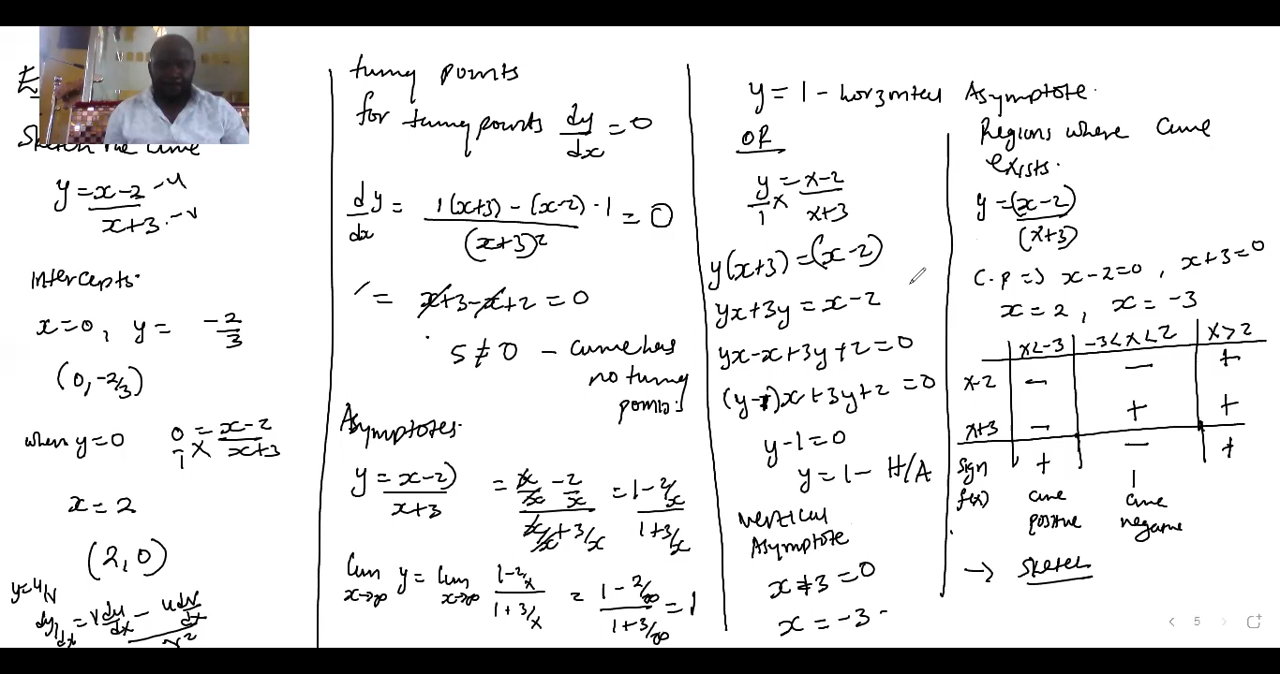 y = x-2 -u
x+3 -v
Intercepts.
x=0, y = -2/3
(0, -2/3)
when y=0 0/1 × = x-2/x+3
x = 2
(2, 0)
y=u/v
dy/dx = v du/dx - u dv/dx
v²
turning points
for turning points dy/dx = 0
d/dx y = 1(x+3) - (x-2)·1 / (x+3)² = 0
= x+3-x+2 = 0
5 ≠ 0 - curve has
no turning
points.
Asymptotes.
y = x-2) / x+3 = x/x - 2/x / x/x + 3/x = 1-2/x / 1+3/x
lim x→∞ y = lim x→∞ 1-2/x / 1+3/x = 1-2/∞ / 1+3/∞ = 1
y = 1 - horizontal Asymptote.
OR
y/1 × = x-2 / x+3
y(x+3) = (x-2)
yx+3y = x-2
yx-x+3y+2=0
(y-1)x+3y+2=0
y-1=0
y = 1 - H/A
vertical
Asymptote
x+3=0
x = -3
Regions where curve
exists.
y = (x-2) / (x+3)
C.P => x-2=0, x+3=0
x = 2, x = -3
x<-3 -3<x<2 x>2
x-2 - - +
x+3 - + +
sign + - +
f(x) curve curve
positive negative
→ sketch
5